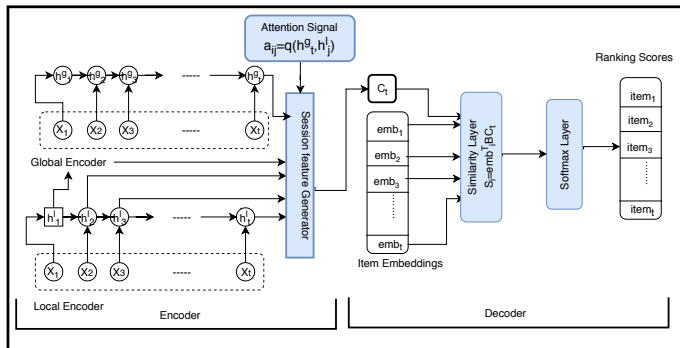 Attention Signal
a_ij=q(h^g_t,h^l_j)
Ranking Scores
h^g_1 h^g_2 h^g_3 ----- h^g_t
X_1 X_2 X_3 ----- X_t
Global Encoder
h^l_1 h^l_2 h^l_3 ----- h^l_t
X_1 X_2 X_3 ----- X_t
Local Encoder
Encoder
Session feature Generator
C_t
emb_1
emb_2
emb_3
emb_t
Item Embeddings
Similarity Layer
S_i=emb^T_iBC_t
Softmax Layer
item_1
item_2
item_3
item_t
Decoder